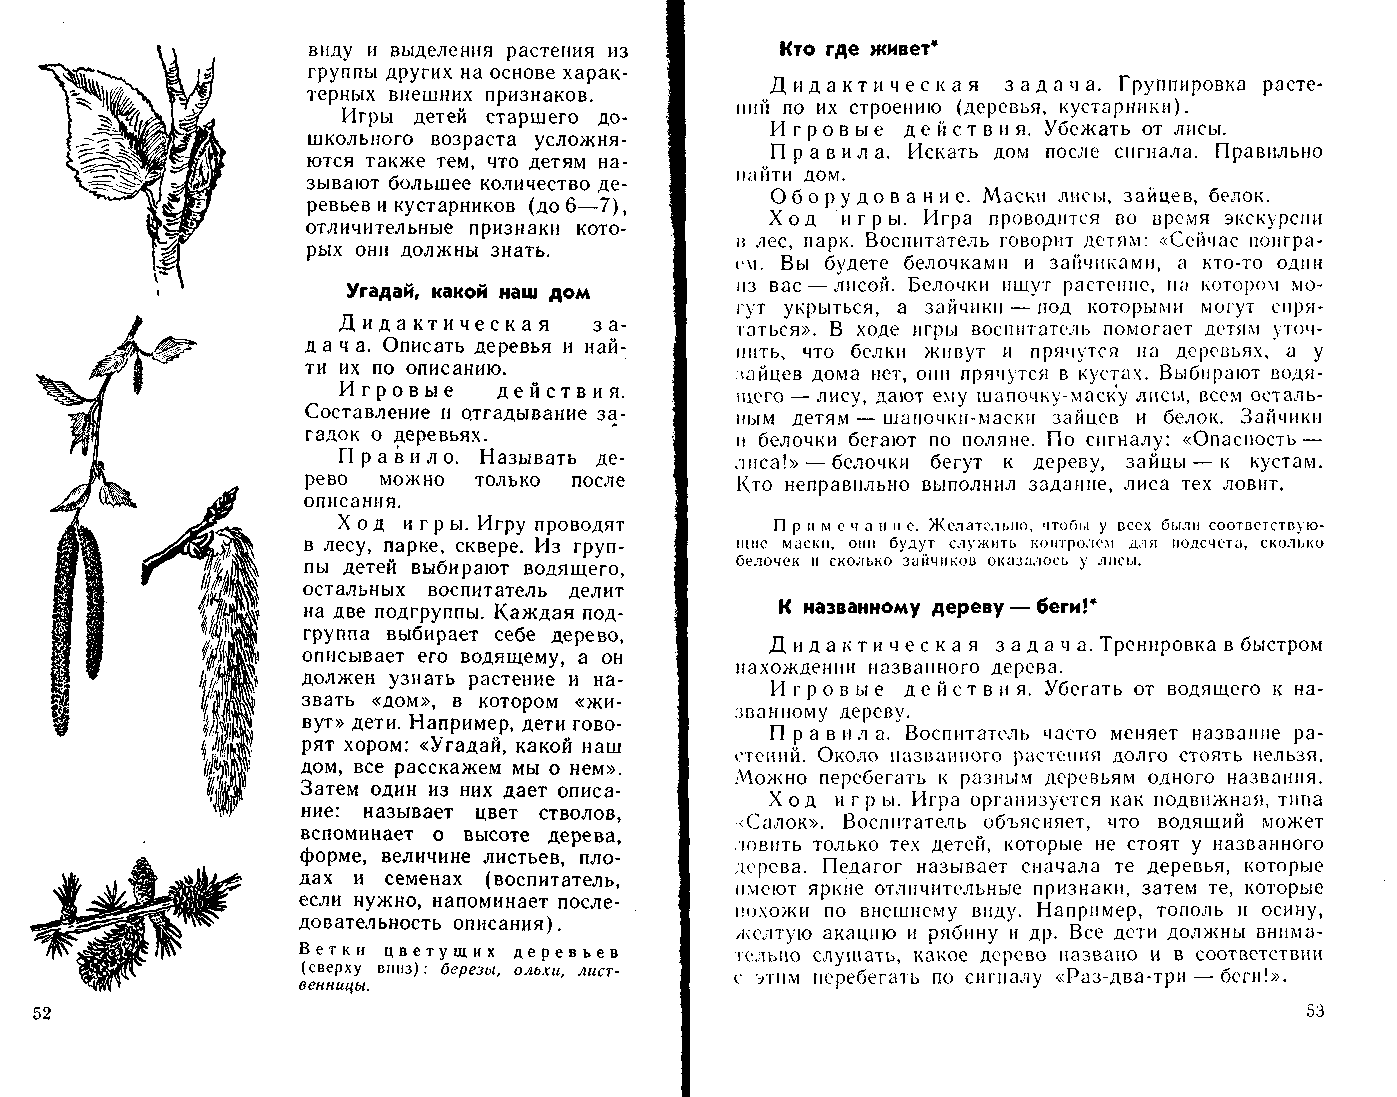 виду и выделения растения из
группы других на основе харак-
терных внешних признаков.
Игры детей старшего до-
школьного возраста усложня-
ются также тем, что детям на-
зывают большее количество де-
ревьев и кустарников (до 6—7),
отличительные признаки кото-
рых они должны знать.
Угадай, какой наш дом
Дидактическая за-
дача. Описать деревья и най-
ти их по описанию.
Игровые действия.
Составление и отгадывание за-
гадок о деревьях.
Правило. Называть де-
рево можно только после
описания.
Ход игры. Игру проводят
в лесу, парке, сквере. Из груп-
пы детей выбирают водящего,
остальных воспитатель делит
на две подгруппы. Каждая под-
группа выбирает себе дерево,
описывает его водящему, а он
должен узнать растение и на-
звать «дом», в котором «жи-
вут» дети. Например, дети гово-
рят хором: «Угадай, какой наш
дом, все расскажем мы о нем».
Затем один из них дает описа-
ние: называет цвет стволов,
вспоминает о высоте дерева,
форме, величине листьев, пло-
дах и семенах (воспитатель,
если нужно, напоминает после-
довательность описания).
Ветки цветущих деревьев
(сверху вниз): березы, ольхи, лист-
венницы.
52
Кто где живет*
Дидактическая задача. Группировка расте-
ний по их строению (деревья, кустарники).
Игровые действия. Убежать от лисы.
Правила. Искать дом после сигнала. Правильно
найти дом.
Оборудование. Маски лисы, зайцев, белок.
Ход игры. Игра проводится во время экскурсии
в лес, парк. Воспитатель говорит детям: «Сейчас поигра-
ем. Вы будете белочками и зайчиками, а кто-то один
из вас — лисой. Белочки ищут растение, на котором мо-
гут укрыться, а зайчики — под которыми могут спря-
таться». В ходе игры воспитатель помогает детям уточ-
нить, что белки живут и прячутся на деревьях, а у
зайцев дома нет, они прячутся в кустах. Выбирают водя-
щего — лису, дают ему шапочку-маску лисы, всем осталь-
ным детям — шапочки-маски зайцев и белок. Зайчики
и белочки бегают по поляне. По сигналу: «Опасность —
лиса!» — белочки бегут к дереву, зайцы — к кустам.
Кто неправильно выполнил задание, лиса тех ловит.
Примечание. Желательно, чтобы у всех были соответствую-
щие маски, они будут служить контролем для подсчета, сколько
белочек и сколько зайчиков оказалось у лисы.
К названному дереву — беги!*
Дидактическая задача. Тренировка в быстром
нахождении названного дерева.
Игровые действия. Убегать от водящего к на-
званному дереву.
Правила. Воспитатель часто меняет название ра-
стений. Около названного растения долго стоять нельзя.
Можно перебегать к разным деревьям одного названия.
Ход игры. Игра организуется как подвижная, типа
«Салок». Воспитатель объясняет, что водящий может
ловить только тех детей, которые не стоят у названного
дерева. Педагог называет сначала те деревья, которые
имеют яркие отличительные признаки, затем те, которые
похожи по внешнему виду. Например, тополь и осину,
желтую акацию и рябину и др. Все дети должны внима-
тельно слушать, какое дерево названо и в соответствии
с этим перебегать по сигналу «Раз-два-три — беги!».
53